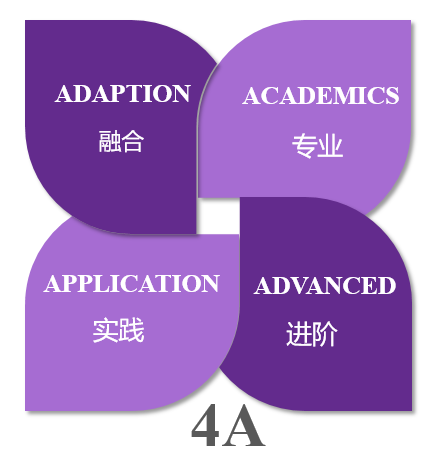 ADAPTION
融合
ACADEMICS
专业
APPLICATION
实践
ADVANCED
进阶
4A